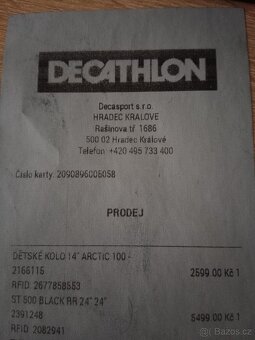 DECATHLON
Decasport s.r.o.
HRADEC KRALOVE
Rašínova tř 1686
500 02 Hradec Králové
Telefon: +420 495 733 400
Číslo karty: 2090896006058
PRODEJ
DĚTSKÉ KOLO 14" ARCTIC 100 -
2166115 2599.00 Kč 1
RFID: 2677858553
ST 500 BLACK RR 24" 24"
2391248 5499.00 Kč 1
RFID: 2082941
Bazoš.cz